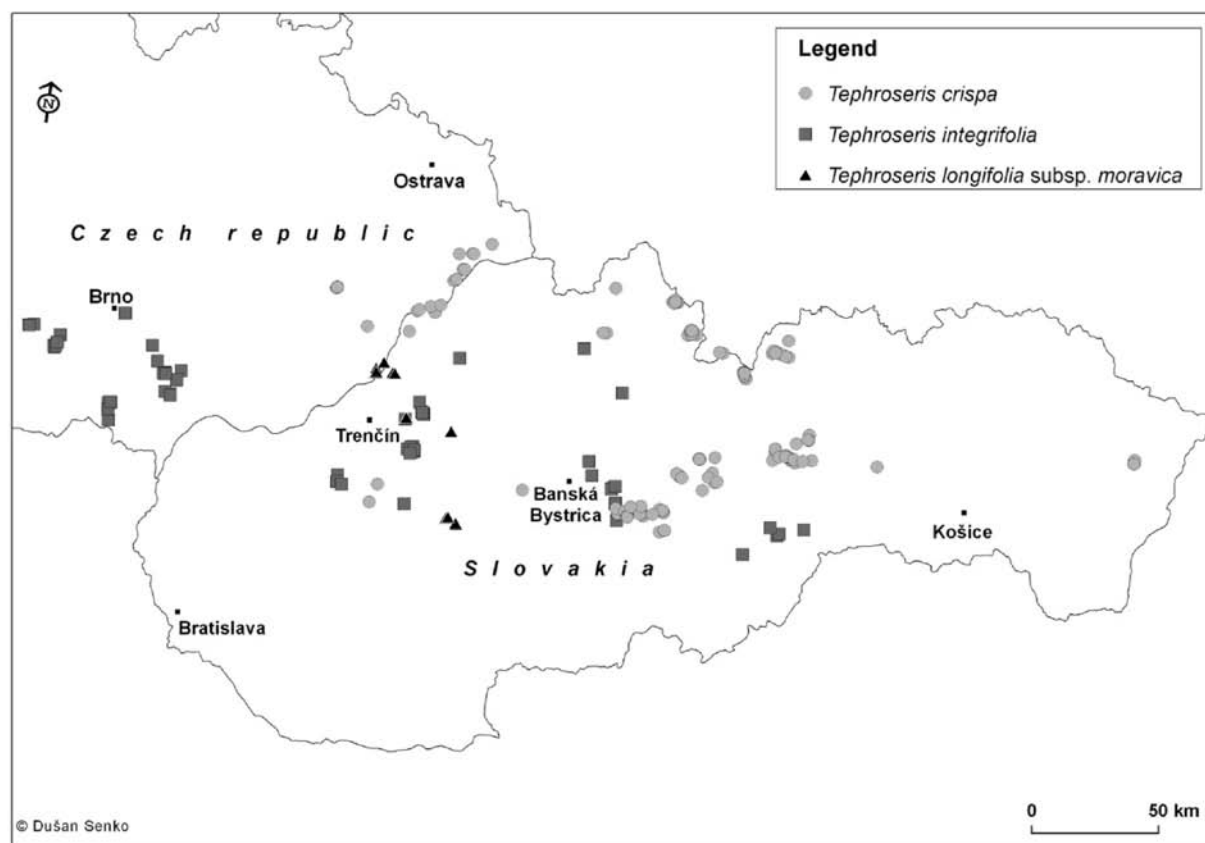 Legend
Tephroseris crispa
Tephroseris integrifolia
Tephroseris longifolia subsp. moravica
N
Ostrava
Czech republic
Brno
Trenčín
Banská
Bystrica
Košice
Slovakia
Bratislava
0 50 km
© Dušan Senko